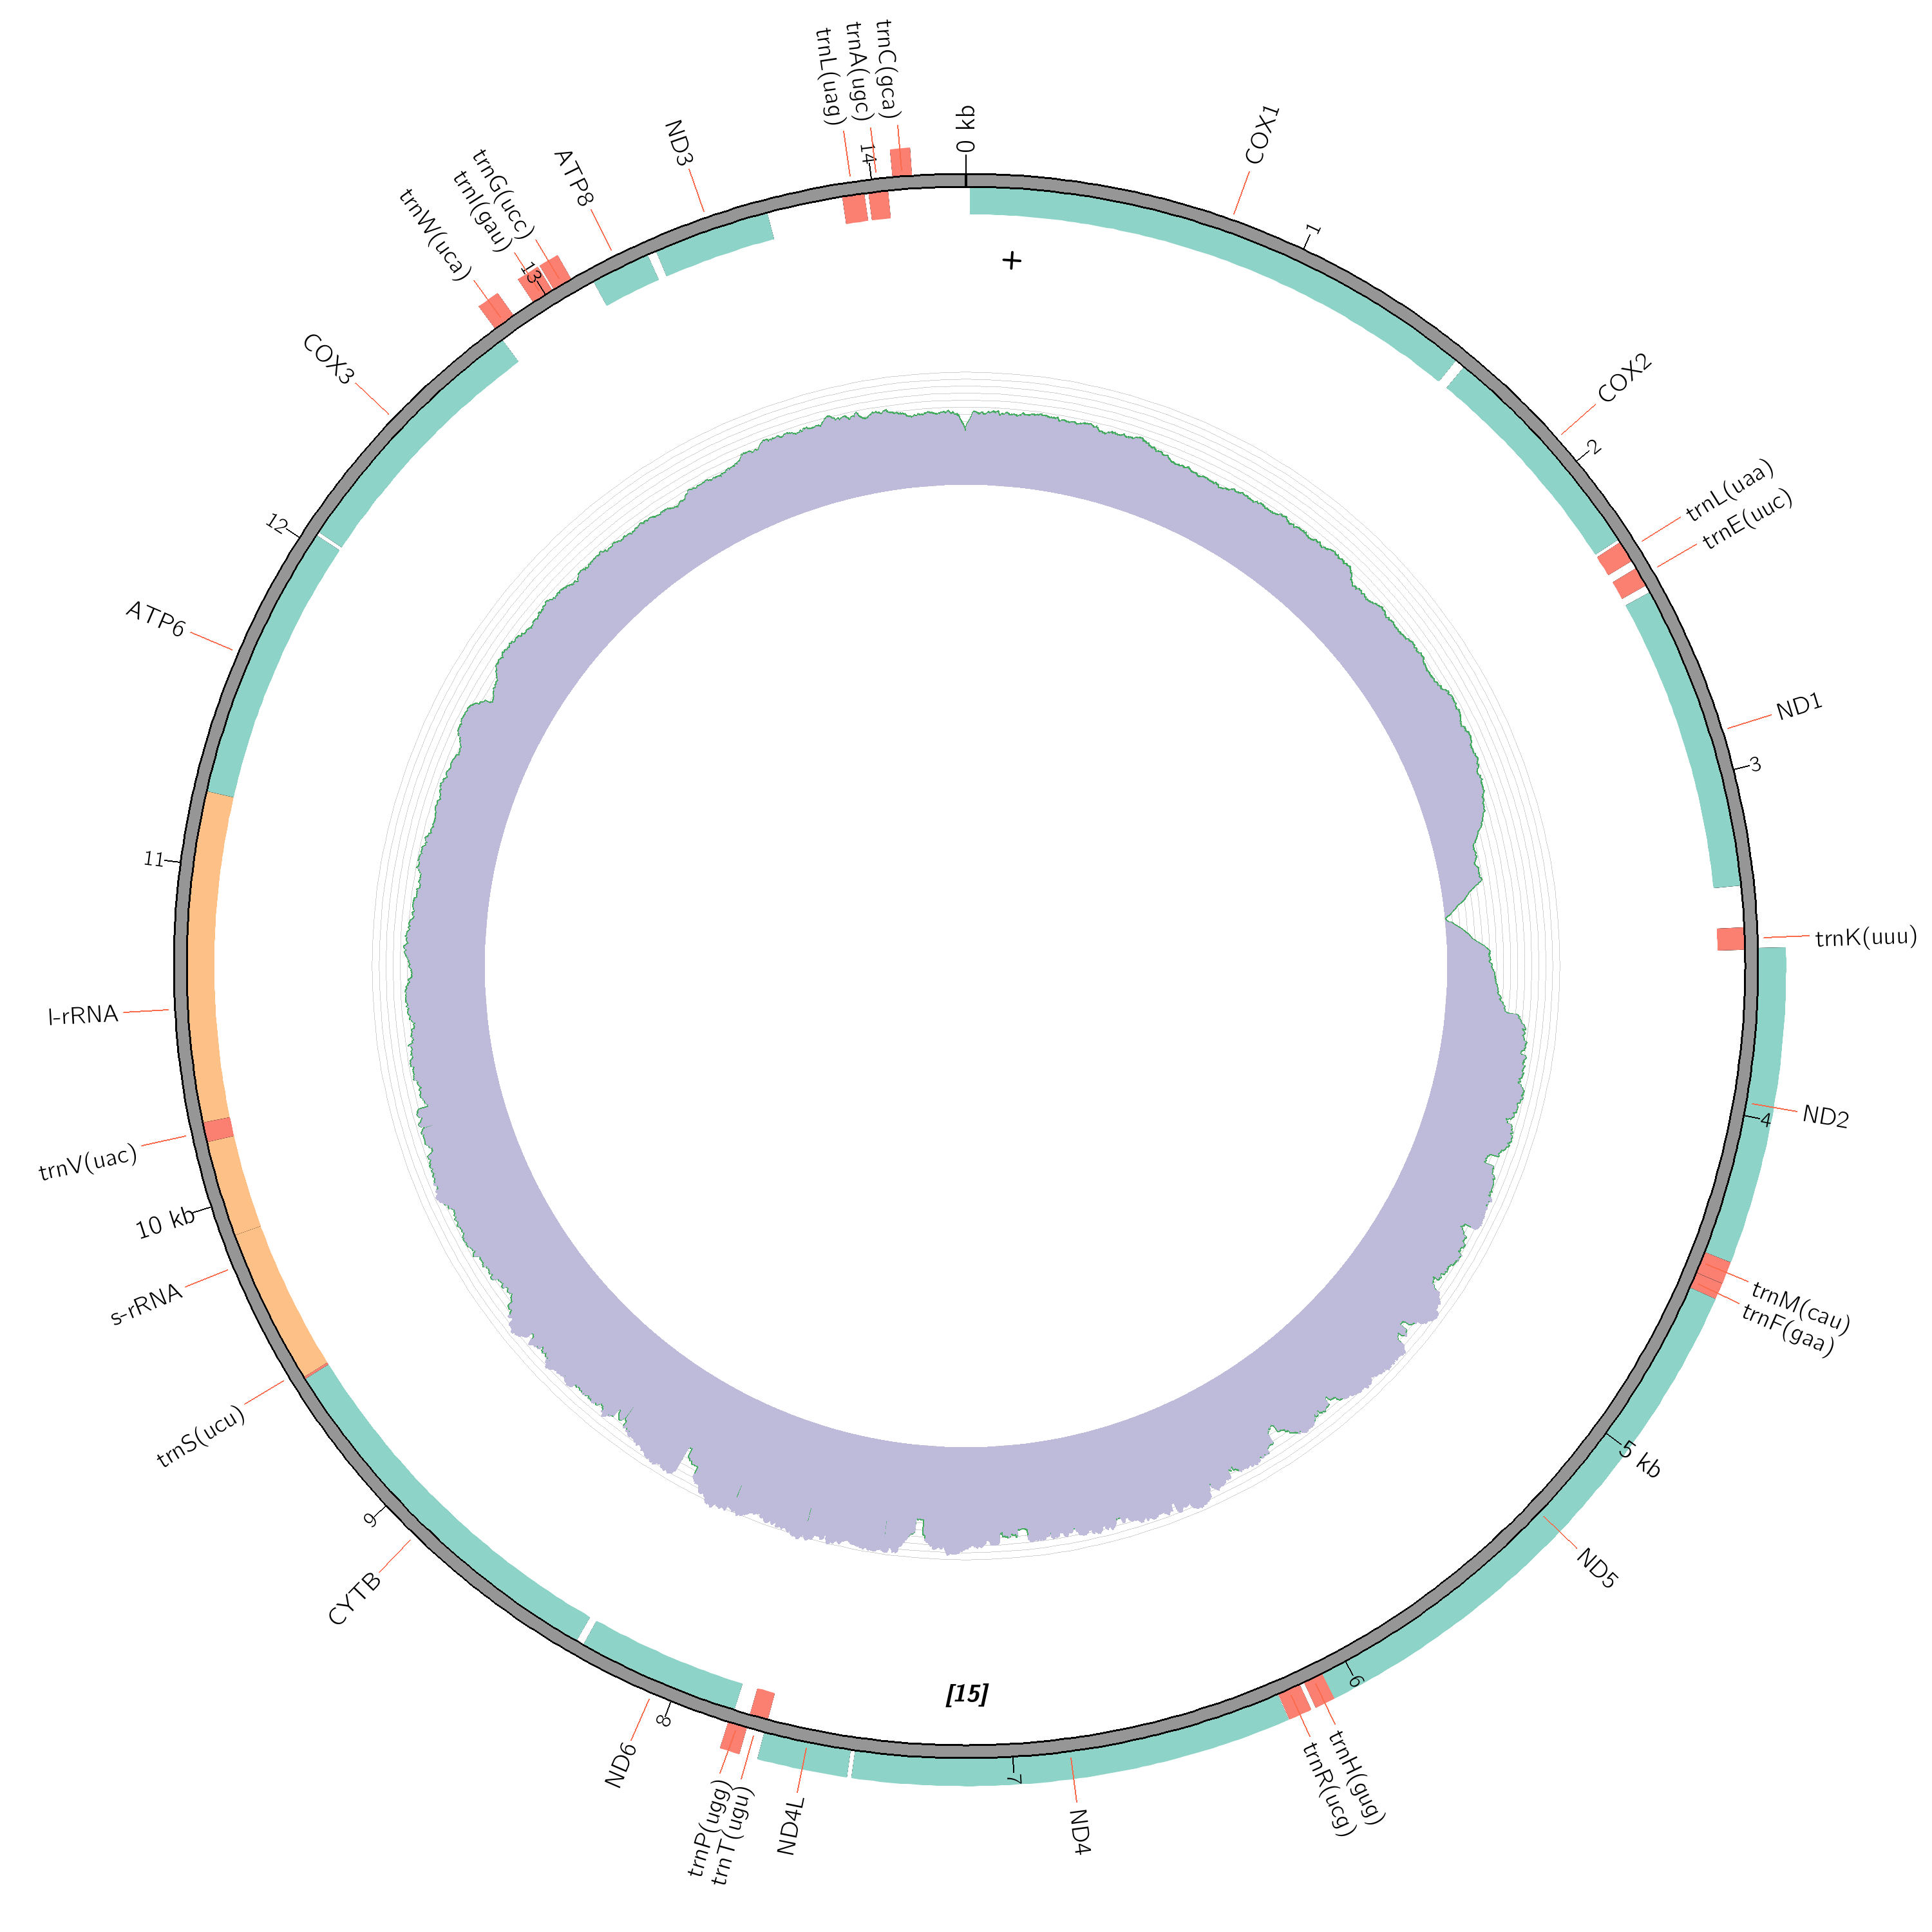 0 kb
COX1
1
COX2
2
trnL(uaa)
trnE(uuc)
ND1
3
trnK(uuu)
ND2
4
trnM(cau)
trnF(gaa)
5 kb
ND5
6
trnH(gug)
trnR(ucg)
ND4
7
ND4L
trnT(ugu)
trnP(ugg)
8
ND6
CYTB
9
trnS(ucu)
s-rRNA
10 kb
trnV(uac)
l-rRNA
11
ATP6
12
COX3
trnW(uca)
13
trnI(gau)
trnG(ucc)
ATP8
ND3
trnL(uag)
14
trnA(ugc)
trnC(gca)
+
[15]